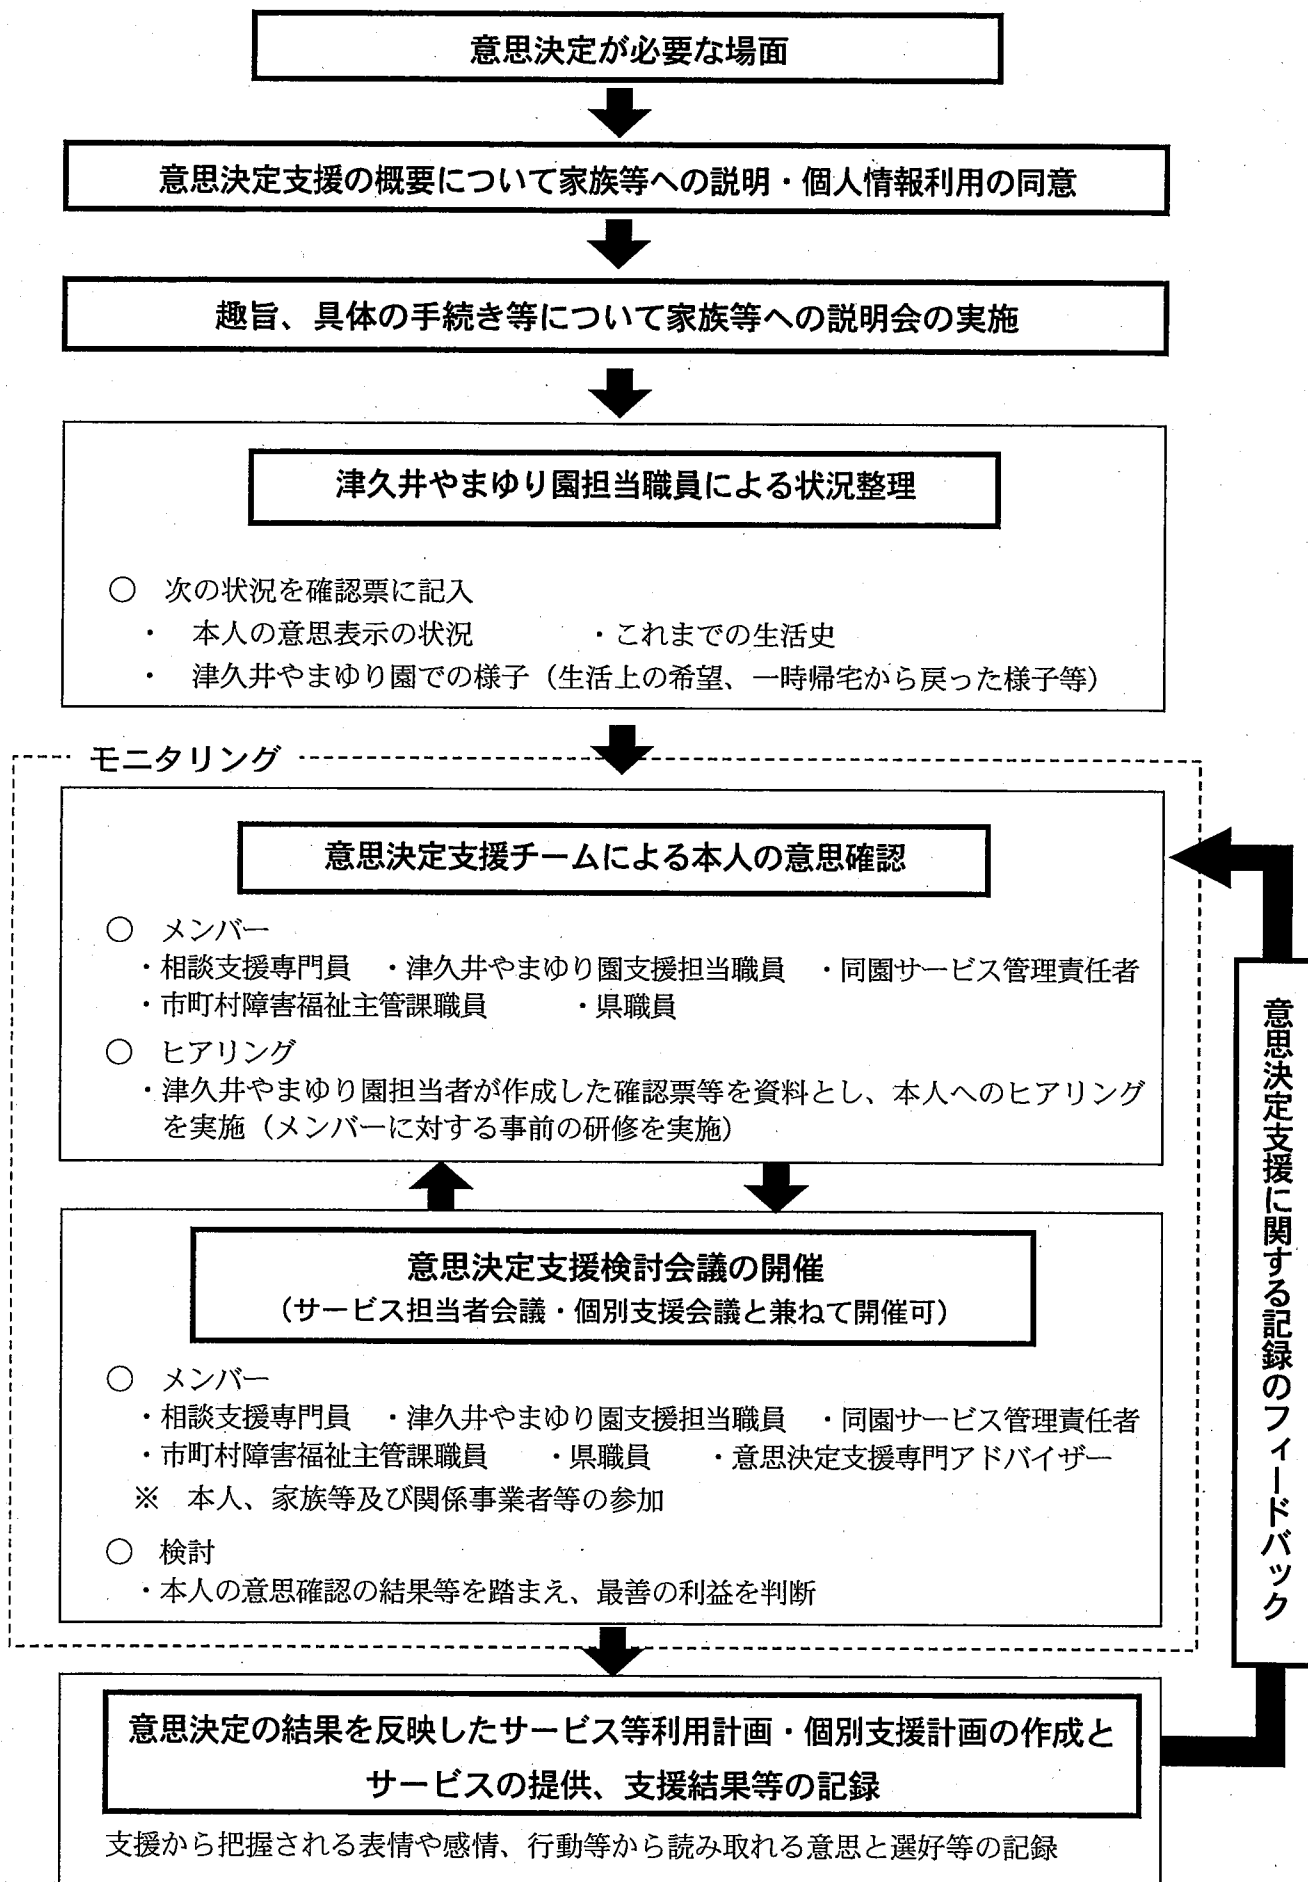 意思決定が必要な場面
意思決定支援の概要について家族等への説明・個人情報利用の同意
趣旨、具体の手続き等について家族等への説明会の実施
津久井やまゆり園担当職員による状況整理
○ 次の状況を確認票に記入
・ 本人の意思表示の状況 ・これまでの生活史
・ 津久井やまゆり園での様子（生活上の希望、一時帰宅から戻った様子等）
モニタリング
意思決定支援チームによる本人の意思確認
○ メンバー
・相談支援専門員 ・津久井やまゆり園支援担当職員 ・同園サービス管理責任者
・市町村障害福祉主管課職員 ・県職員
○ ヒアリング
・津久井やまゆり園担当者が作成した確認票等を資料とし、本人へのヒアリング
を実施（メンバーに対する事前の研修を実施）
意思決定支援検討会議の開催
（サービス担当者会議・個別支援会議と兼ねて開催可）
○ メンバー
・相談支援専門員 ・津久井やまゆり園支援担当職員 ・同園サービス管理責任者
・市町村障害福祉主管課職員 ・県職員 ・意思決定支援専門アドバイザー
※ 本人、家族等及び関係事業者等の参加
○ 検討
・本人の意思確認の結果等を踏まえ、最善の利益を判断
意思決定の結果を反映したサービス等利用計画・個別支援計画の作成と
サービスの提供、支援結果等の記録
支援から把握される表情や感情、行動等から読み取れる意思と選好等の記録
意思決定支援に関する記録のフィードバック